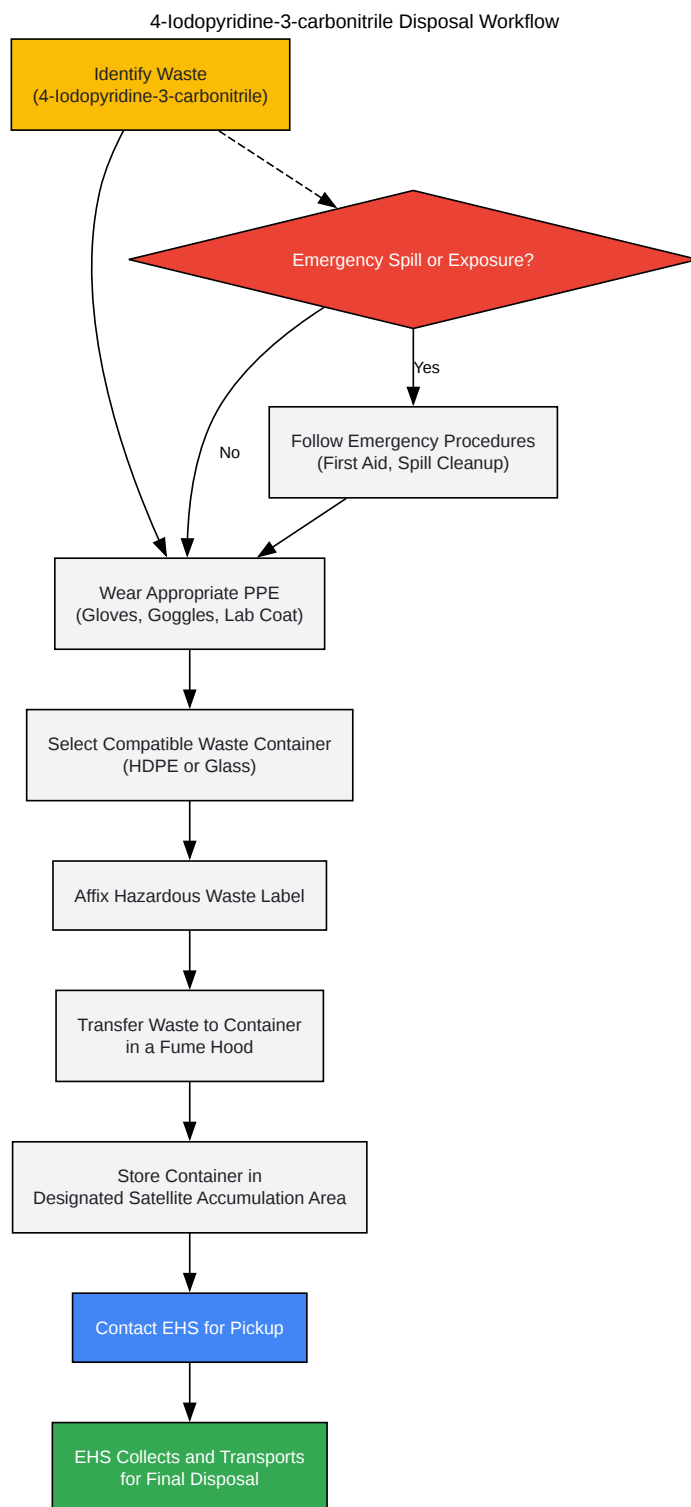 4-Iodopyridine-3-carbonitrile Disposal Workflow
Identify Waste
(4-Iodopyridine-3-carbonitrile)
Emergency Spill or Exposure?
Yes
Follow Emergency Procedures
(First Aid, Spill Cleanup)
No
Wear Appropriate PPE
(Gloves, Goggles, Lab Coat)
Select Compatible Waste Container
(HDPE or Glass)
Affix Hazardous Waste Label
Transfer Waste to Container
in a Fume Hood
Store Container in
Designated Satellite Accumulation Area
Contact EHS for Pickup
EHS Collects and Transports
for Final Disposal